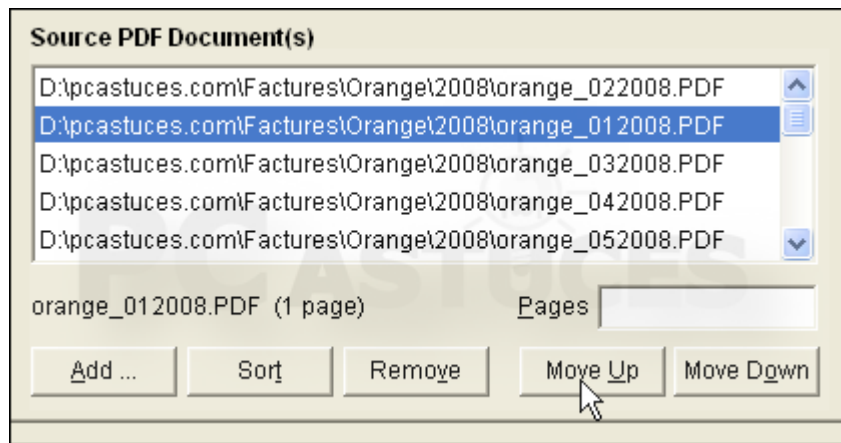 Source PDF Document(s)
D:\pcastuces.com\Factures\Orange\2008\orange_022008.PDF
D:\pcastuces.com\Factures\Orange\2008\orange_012008.PDF
D:\pcastuces.com\Factures\Orange\2008\orange_032008.PDF
D:\pcastuces.com\Factures\Orange\2008\orange_042008.PDF
D:\pcastuces.com\Factures\Orange\2008\orange_052008.PDF
PC ASTUCES
orange_012008.PDF (1 page) Pages
Add ... Sort Remove Move Up Move Down